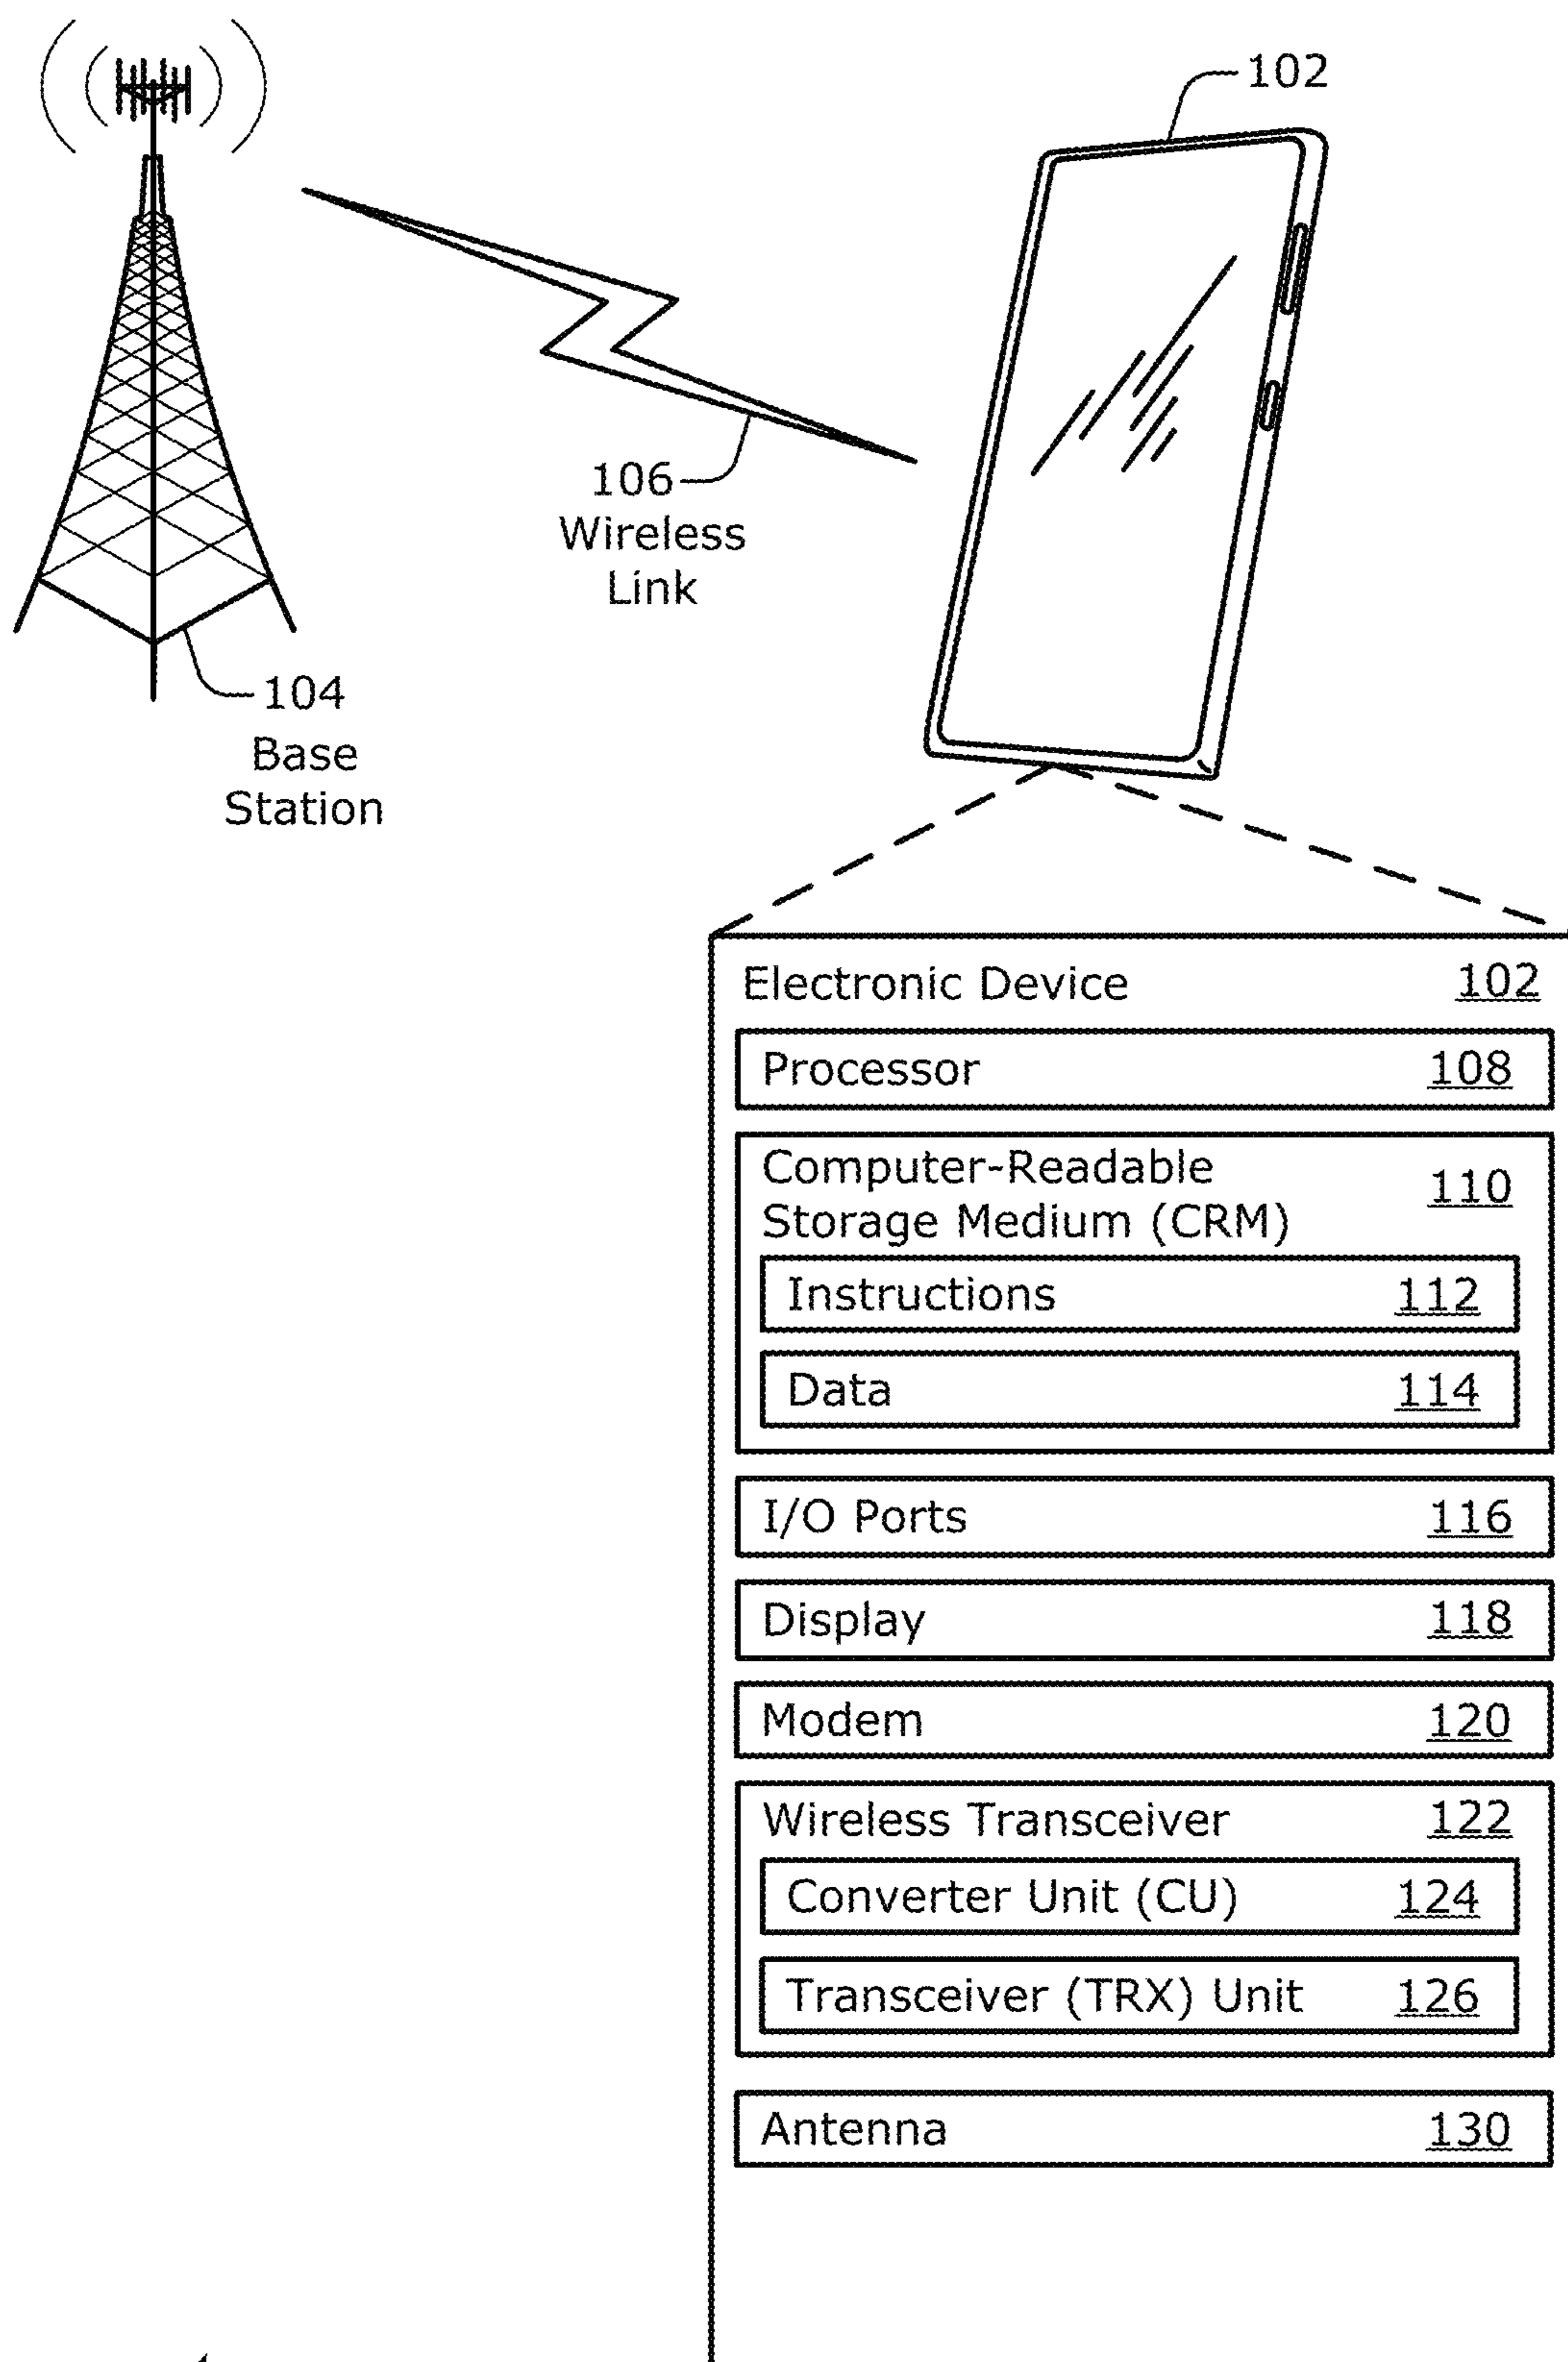 102
106
Wireless
Link
104
Base
Station
Electronic Device 102
Processor 108
Computer-Readable
Storage Medium (CRM) 110
Instructions 112
Data 114
I/O Ports 116
Display 118
Modem 120
Wireless Transceiver 122
Converter Unit (CU) 124
Transceiver (TRX) Unit 126
Antenna 130